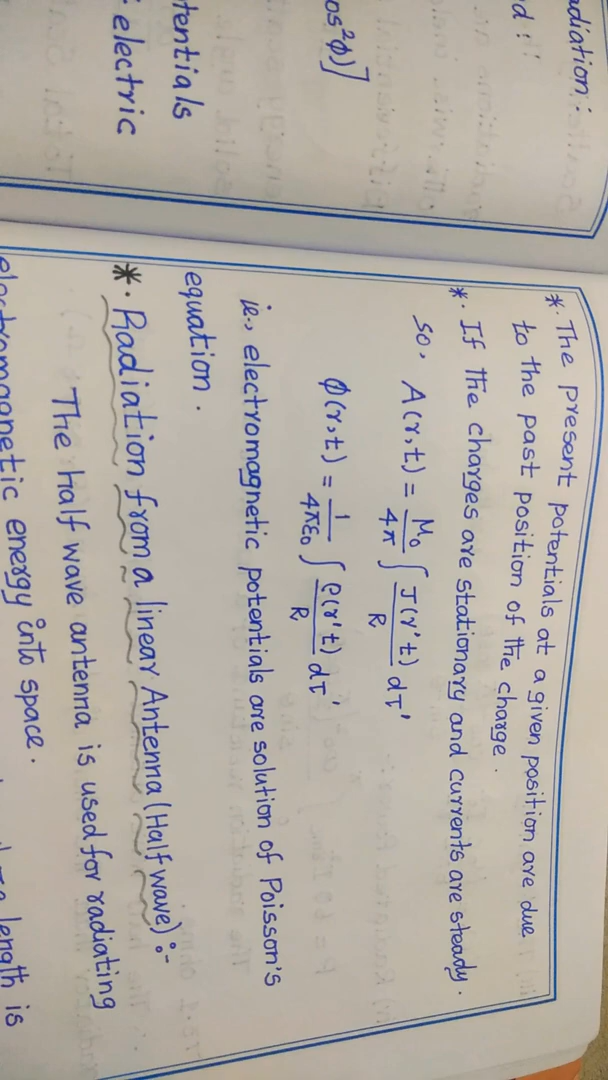 adiation:
d :
os²ϕ)]
tentials
electric
*. The present potentials at a given position are due
to the past position of the charge.
*. If the charges are stationary and currents are steady.
so, A(r,t) = μ₀/4π ∫ J(r't)/R dτ'
ϕ(r,t) = 1/4πε₀ ∫ ρ(r't)/R dτ'
ie., electromagnetic potentials are solution of Poisson's
equation.
*. Radiation from a linear Antenna (Half wave) :-
The half wave antenna is used for radiating
electromagnetic energy into space.
length is